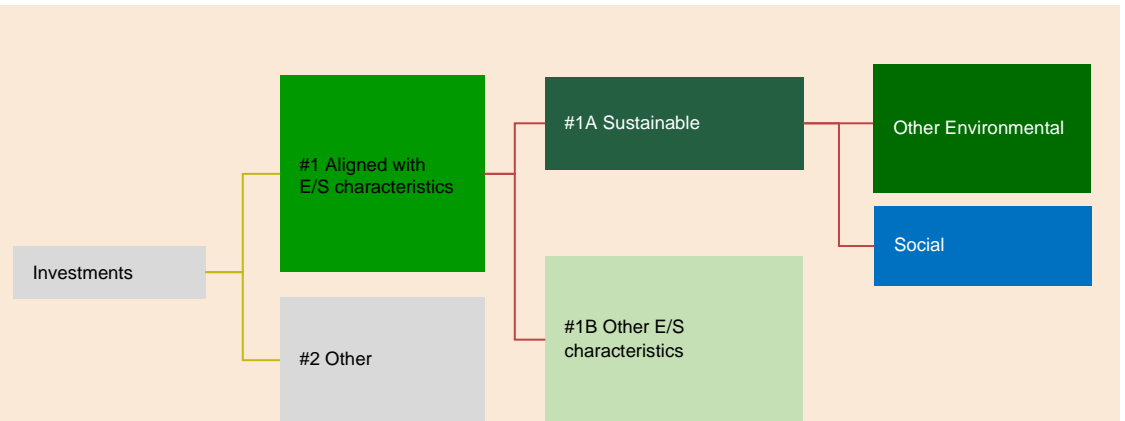 Investments
#1 Aligned with
E/S characteristics
#2 Other
#1A Sustainable
#1B Other E/S
characteristics
Other Environmental
Social